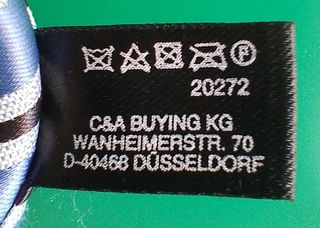 F
20272
C&A BUYING KG
WANHEIMERSTR. 70
D-40468 DÜSSELDORF